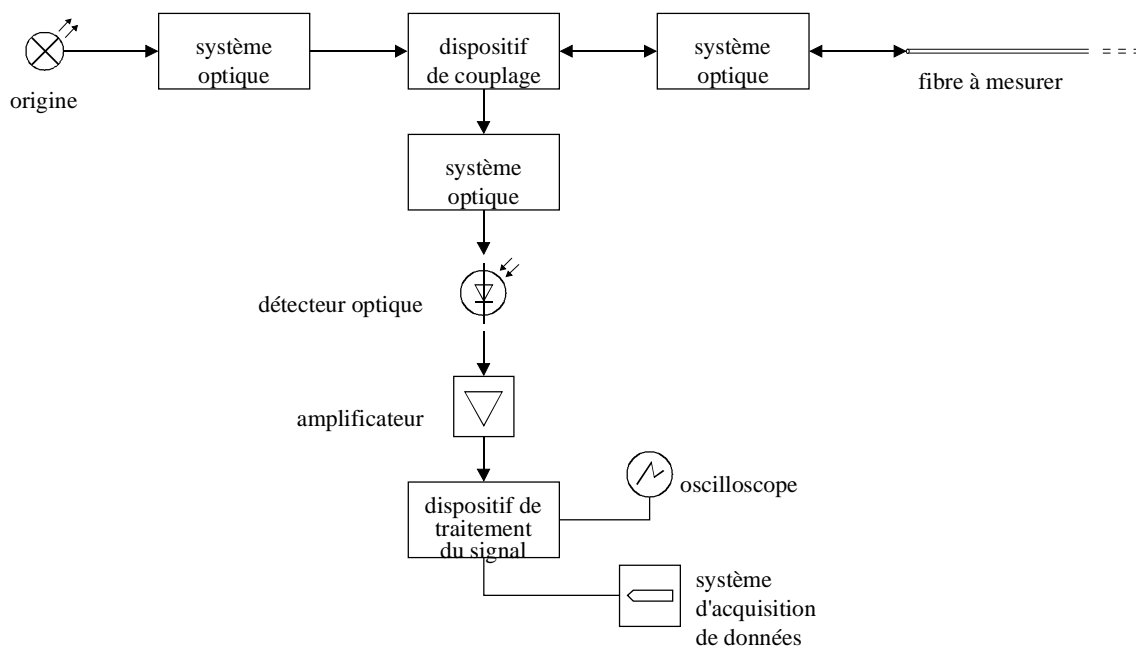 origine
système
optique
dispositif
de couplage
système
optique
fibre à mesurer
système
optique
détecteur optique
amplificateur
dispositif de
traitement
du signal
oscilloscope
système
d'acquisition
de données